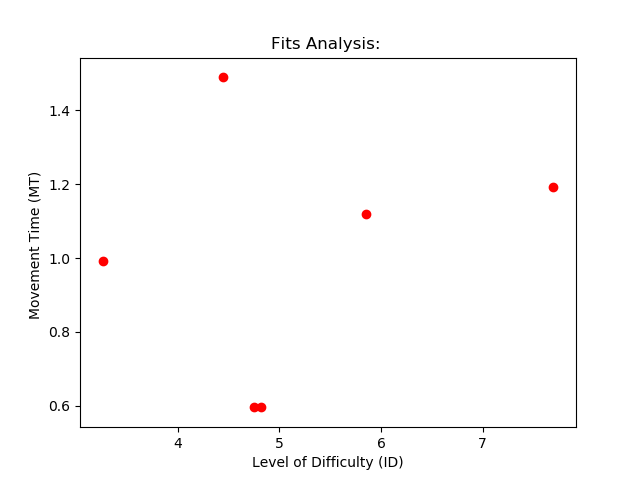 Fits Analysis:
1.4
1.2
1.0
0.8
0.6
Movement Time (MT)
4 5 6 7
Level of Difficulty (ID)